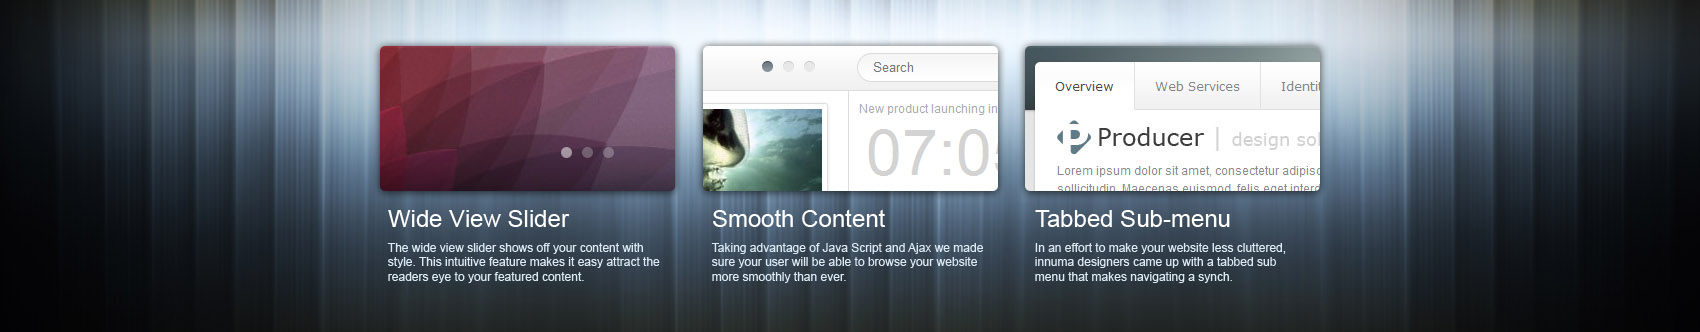 Search
New product launching in
07:0
Overview Web Services
P Producer | design
Lorem ipsum dolor sit amet, consectetur
sollicitudin. Maecenas euismod, felis eget
Wide View Slider
The wide view slider shows off your content with
style. This intuitive feature makes it easy attract the
readers eye to your featured content.
Smooth Content
Taking advantage of Java Script and Ajax we made
sure your user will be able to browse your website
more smoothly than ever.
Tabbed Sub-menu
In an effort to make your website less cluttered,
innuma designers came up with a tabbed sub
menu that makes navigating a synch.